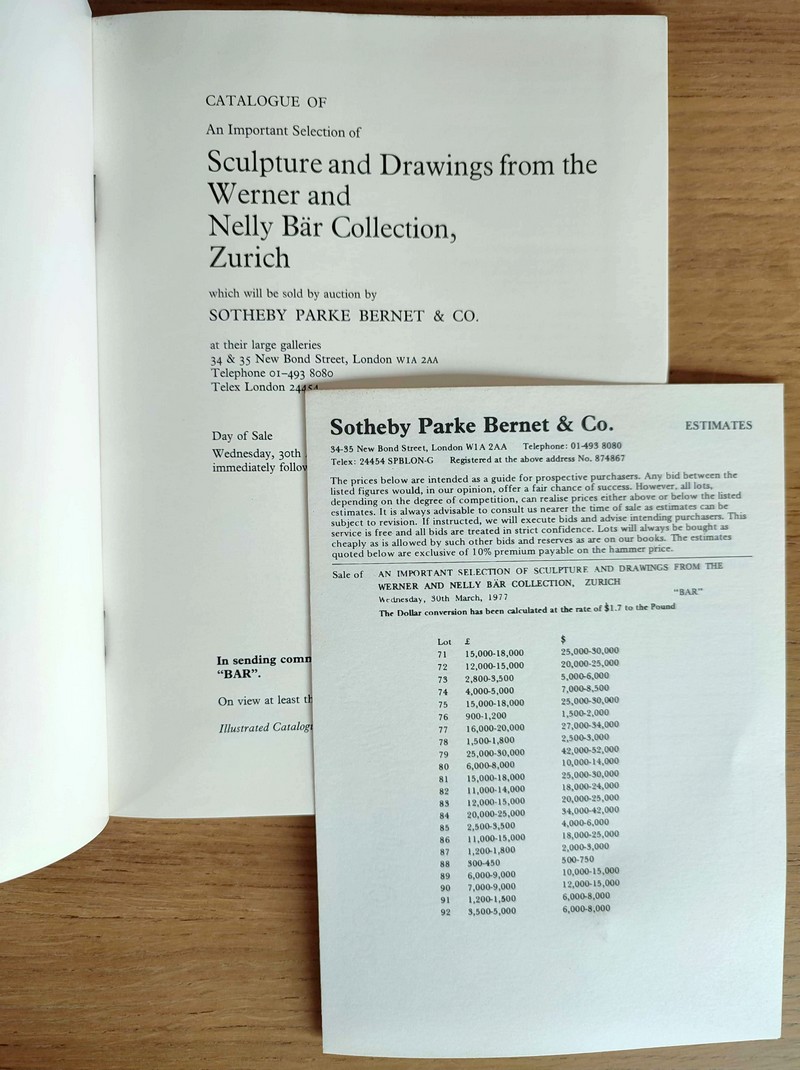 CATALOGUE OF
An Important Selection of
Sculpture and Drawings from the
Werner and
Nelly Bär Collection,
Zurich
which will be sold by auction by
SOTHEBY PARKE BERNET & CO.
at their large galleries
34 & 35 New Bond Street, London W1A 2AA
Telephone 01-493 8080
Telex London 24454
Day of Sale
Wednesday, 30th
immediately follow
In sending comm
"BAR".
On view at least th
Illustrated Catalog
Sotheby Parke Bernet & Co. ESTIMATES
34-35 New Bond Street, London W1A 2AA Telephone: 01-493 8080
Telex: 24454 SPBLON-G Registered at the above address No. 874867
The prices below are intended as a guide for prospective purchasers. Any bid between the
listed figures would, in our opinion, offer a fair chance of success. However, all lots,
depending on the degree of competition, can realise prices either above or below the listed
estimates. It is always advisable to consult us nearer the time of sale as estimates can be
subject to revision. If instructed, we will execute bids and advise intending purchasers. This
service is free and all bids are treated in strict confidence. Lots will always be bought as
cheaply as is allowed by such other bids and reserves as are on our books. The estimates
quoted below are exclusive of 10% premium payable on the hammer price.
Sale of AN IMPORTANT SELECTION OF SCULPTURE AND DRAWINGS FROM THE
WERNER AND NELLY BÄR COLLECTION, ZURICH
Wednesday, 30th March, 1977 "BAR"
The Dollar conversion has been calculated at the rate of $1.7 to the Pound
Lot £ $
71 15,000-18,000 25,000-30,000
72 12,000-15,000 20,000-25,000
73 2,800-3,500 5,000-6,000
74 4,000-5,000 7,000-8,500
75 15,000-18,000 25,000-30,000
76 900-1,200 1,500-2,000
77 16,000-20,000 27,000-34,000
78 1,500-1,800 2,500-3,000
79 25,000-30,000 42,000-52,000
80 6,000-8,000 10,000-14,000
81 15,000-18,000 25,000-30,000
82 11,000-14,000 18,000-24,000
83 12,000-15,000 20,000-25,000
84 20,000-25,000 34,000-42,000
85 2,500-3,500 4,000-6,000
86 11,000-15,000 18,000-25,000
87 1,200-1,800 2,000-3,000
88 300-450 500-750
89 6,000-9,000 10,000-15,000
90 7,000-9,000 12,000-15,000
91 1,200-1,500 6,000-8,000
92 3,500-5,000 6,000-8,000